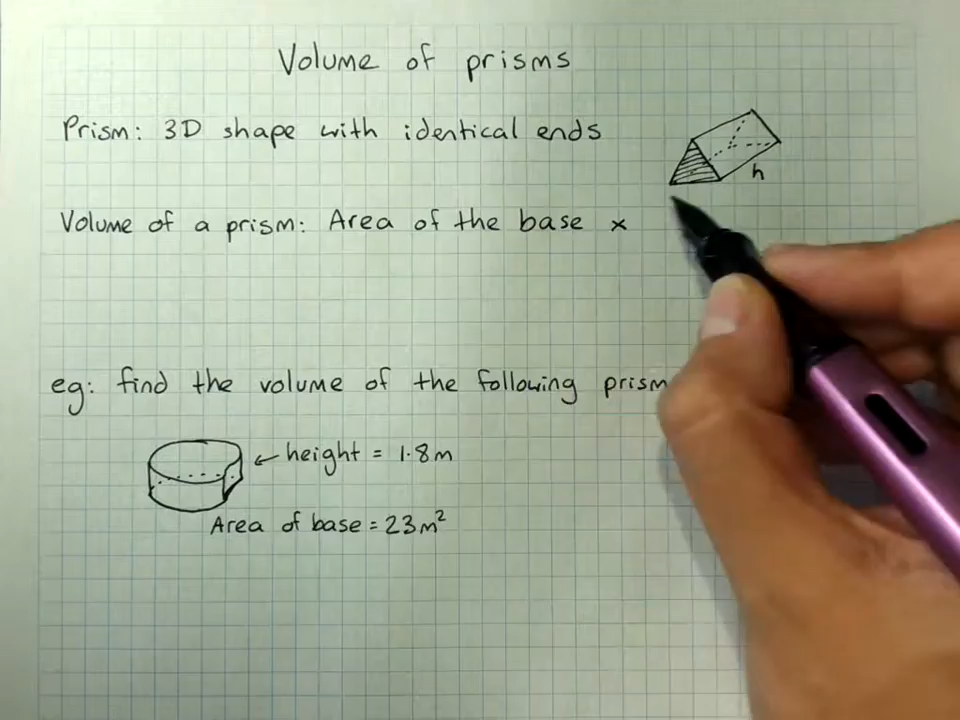 Volume of prisms
Prism: 3D shape with identical ends
h
Volume of a prism: Area of the base ×
eg: find the volume of the following prism
height = 1.8m
Area of base = 23m²